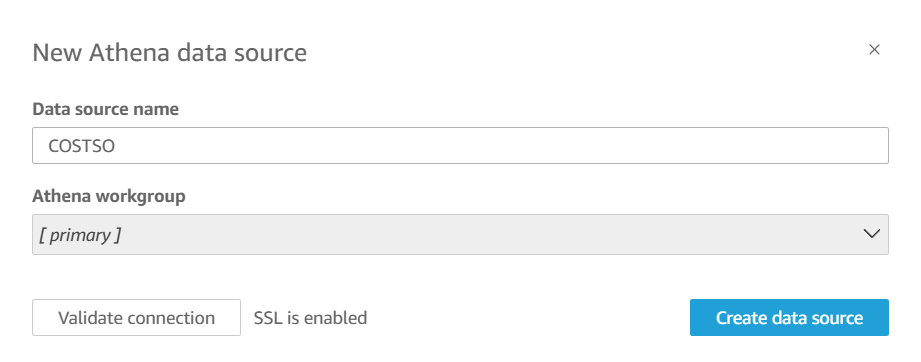 New Athena data source
Data source name
COSTSO
Athena workgroup
[ primary ]
Validate connection SSL is enabled Create data source